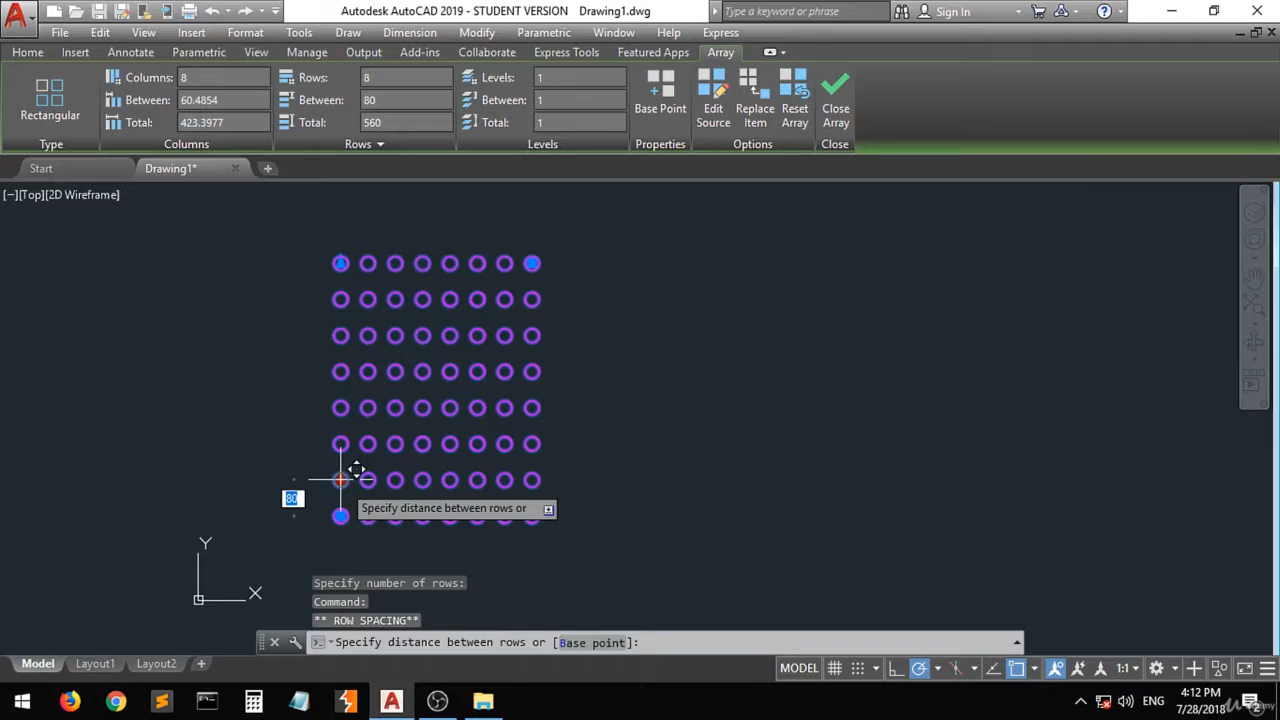 Autodesk AutoCAD 2019 - STUDENT VERSION Drawing1.dwg
Type a keyword or phrase
Sign In
File Edit View Insert Format Tools Draw Dimension Modify Parametric Window Help Express
Home Insert Annotate Parametric View Manage Output Add-ins Collaborate Express Tools Featured Apps Array
Columns: 8 Rows: 8 Levels: 1
Between: 60.4854 Between: 80 Between: 1
Total: 423.3977 Total: 560 Total: 1
Rectangular
Base Point
Edit Source
Replace Item
Reset Array
Close Array
Type Columns Rows Levels Properties Options Close
Start Drawing1*
[−][Top][2D Wireframe]
80
Specify distance between rows or
Y
X
Specify number of rows:
Command:
** ROW SPACING**
Specify distance between rows or [Base point]:
Model Layout1 Layout2
MODEL 1:1
ENG
4:12 PM
7/28/2018